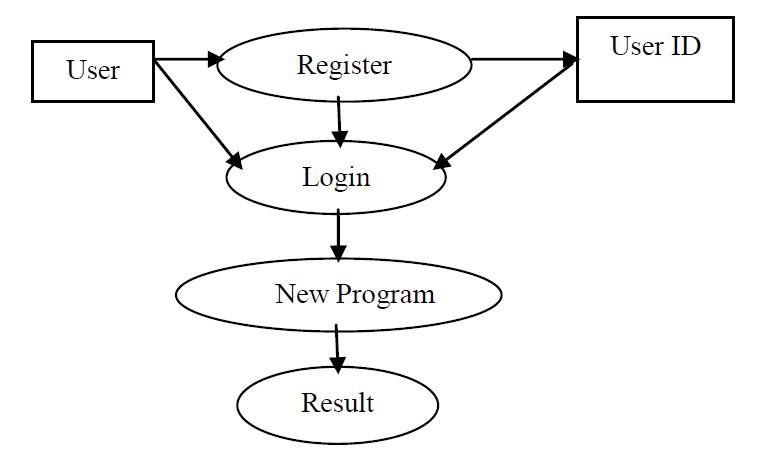 User
Register
User ID
Login
New Program
Result